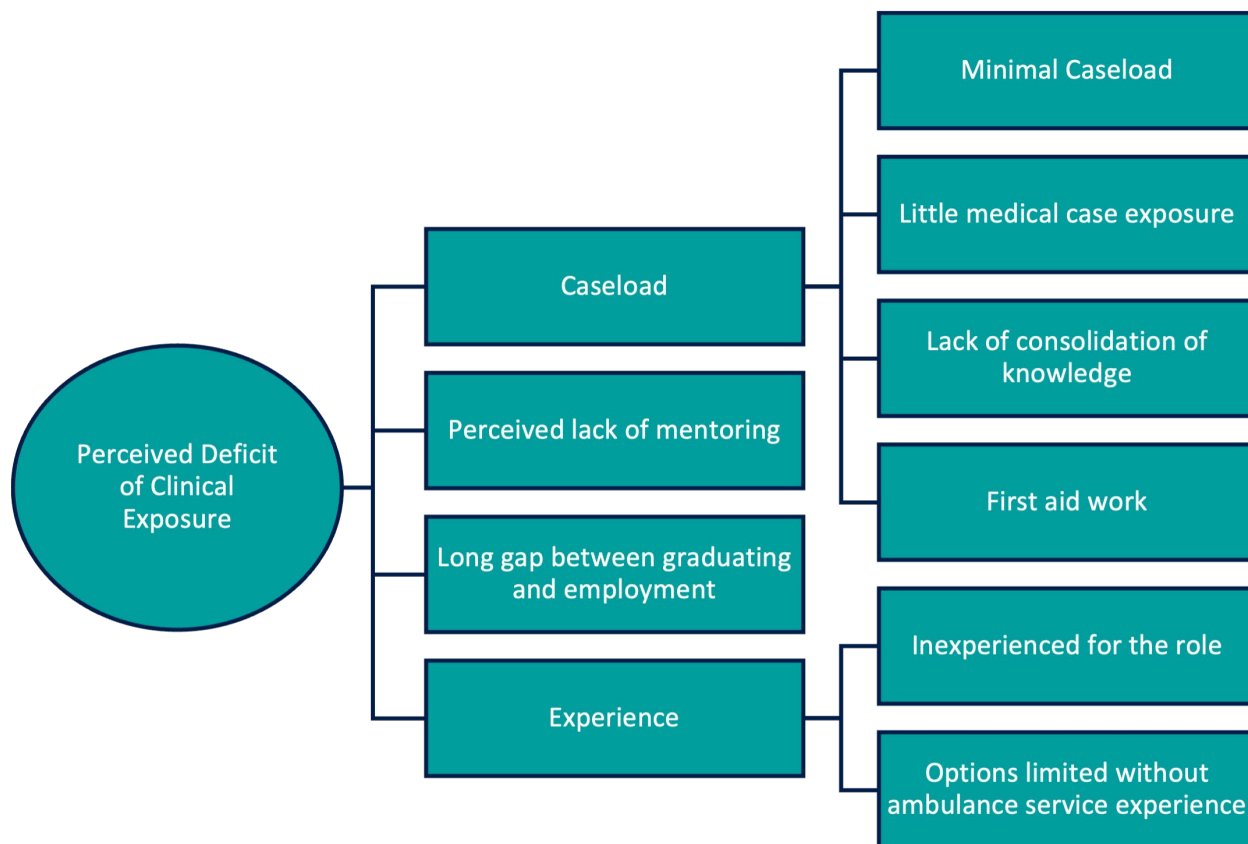 Perceived Deficit
of Clinical
Exposure
Caseload
Perceived lack of mentoring
Long gap between graduating
and employment
Experience
Minimal Caseload
Little medical case exposure
Lack of consolidation of
knowledge
First aid work
Inexperienced for the role
Options limited without
ambulance service experience